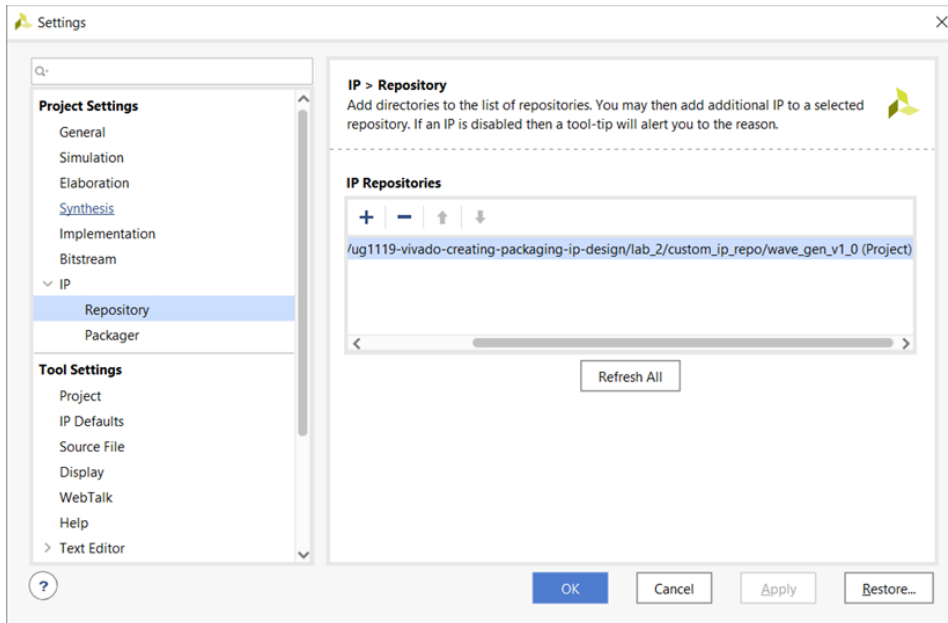 Settings
Project Settings
General
Simulation
Elaboration
Synthesis
Implementation
Bitstream
IP
Repository
Packager
Tool Settings
Project
IP Defaults
Source File
Display
WebTalk
Help
Text Editor
IP > Repository
Add directories to the list of repositories. You may then add additional IP to a selected
repository. If an IP is disabled then a tool-tip will alert you to the reason.
IP Repositories
/ug1119-vivado-creating-packaging-ip-design/lab_2/custom_ip_repo/wave_gen_v1_0 (Project)
Refresh All
?
OK
Cancel
Apply
Restore...